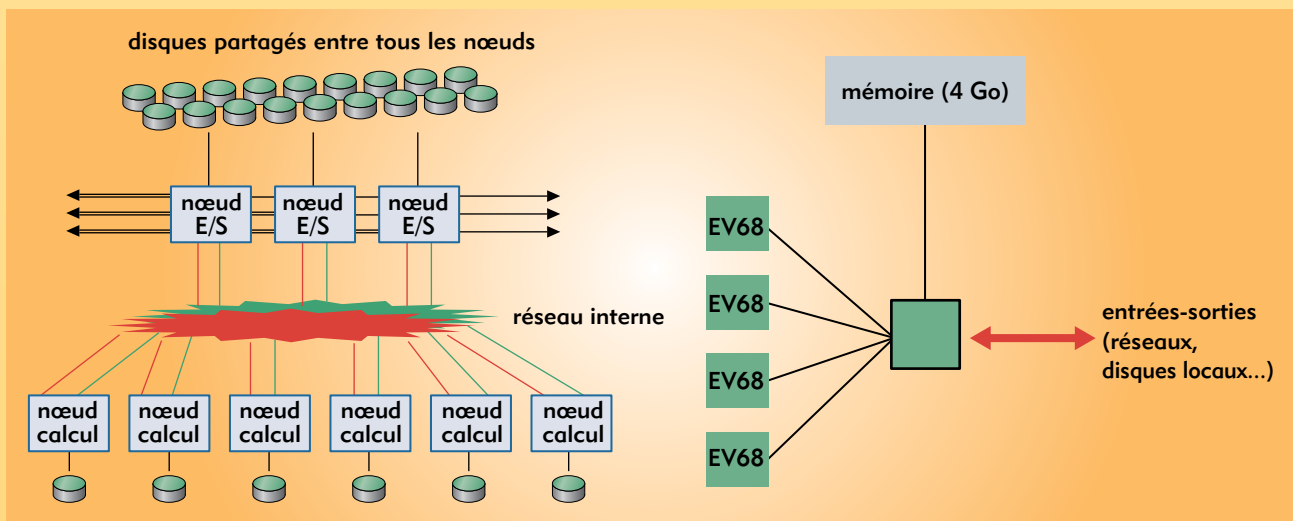 disques partagés entre tous les nœuds
nœud
E/S
nœud
E/S
nœud
E/S
réseau interne
nœud
calcul
nœud
calcul
nœud
calcul
nœud
calcul
nœud
calcul
nœud
calcul
mémoire (4 Go)
EV68
EV68
EV68
EV68
entrées-sorties
(réseaux,
disques locaux...)